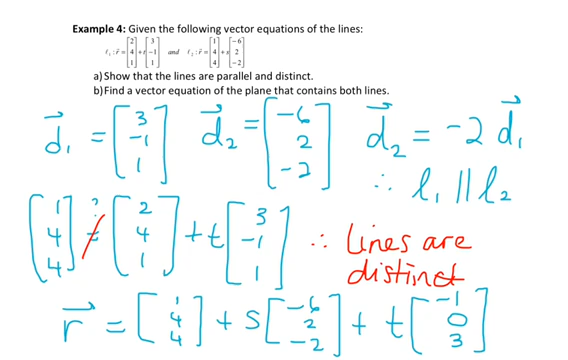 Example 4: Given the following vector equations of the lines:
ℓ₁ : r⃗ = [2 4 1] + t[3 −1 1] and ℓ₂ : r⃗ = [1 4 4] + s[−6 2 −2]
a) Show that the lines are parallel and distinct.
b) Find a vector equation of the plane that contains both lines.
d⃗₁ = [3 −1 1] d⃗₂ = [−6 2 −2] d⃗₂ = −2 d⃗₁
∴ ℓ₁ || ℓ₂
[1 4 4] ≠? [2 4 1] + t[3 −1 1] ∴ lines are
distinct
r⃗ = [1 4 4] + s[−6 2 −2] + t[−1 0 3]